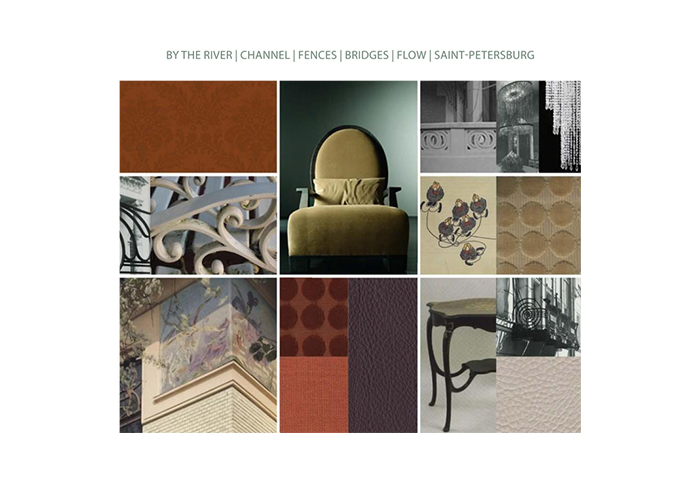 BY THE RIVER | CHANNEL | FENCES | BRIDGES | FLOW | SAINT-PETERSBURG